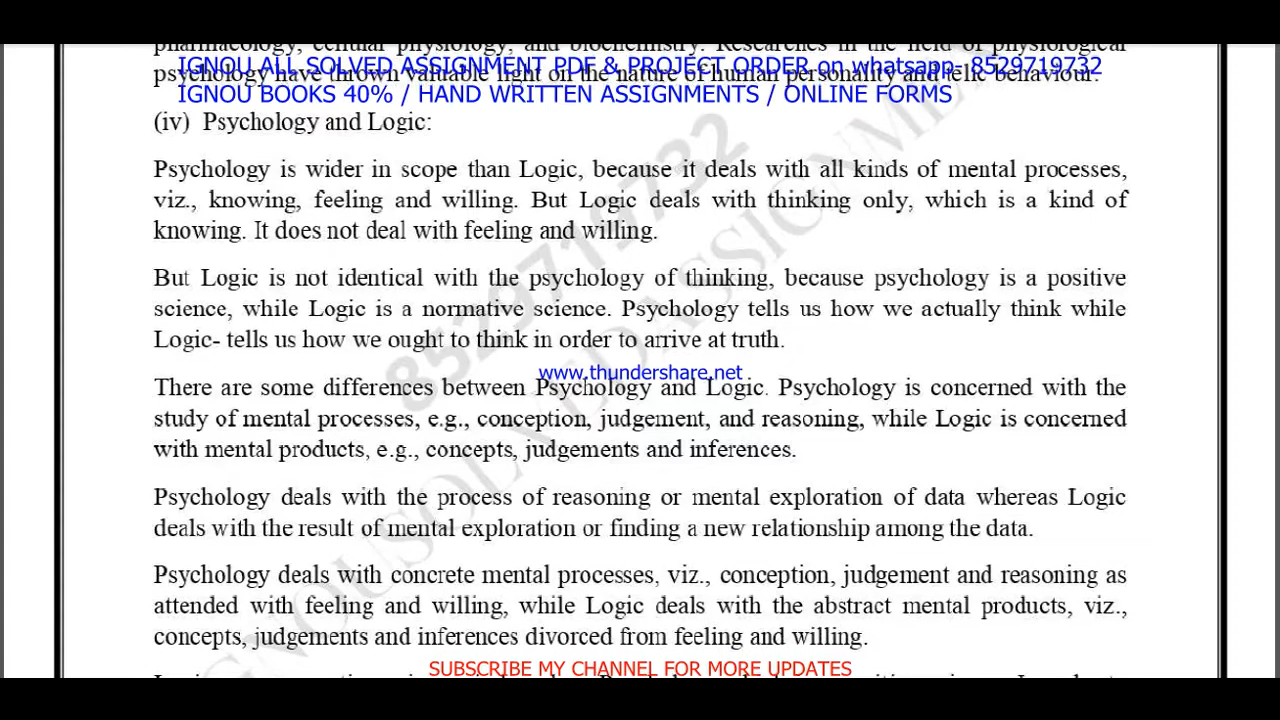 pharmacology, cellular physiology, and biochemistry. Researches in the field of physiological
IGNOU ALL SOLVED ASSIGNMENT PDF & PROJECT ORDER on whatsapp- 8529719732
psychology have thrown valuable light on the nature of human personality and telic behaviour.
IGNOU BOOKS 40% / HAND WRITTEN ASSIGNMENTS / ONLINE FORMS
(iv) Psychology and Logic:
Psychology is wider in scope than Logic, because it deals with all kinds of mental processes,
viz., knowing, feeling and willing. But Logic deals with thinking only, which is a kind of
knowing. It does not deal with feeling and willing.
But Logic is not identical with the psychology of thinking, because psychology is a positive
science, while Logic is a normative science. Psychology tells us how we actually think while
Logic- tells us how we ought to think in order to arrive at truth.
www.thundershare.net
There are some differences between Psychology and Logic. Psychology is concerned with the
study of mental processes, e.g., conception, judgement, and reasoning, while Logic is concerned
with mental products, e.g., concepts, judgements and inferences.
Psychology deals with the process of reasoning or mental exploration of data whereas Logic
deals with the result of mental exploration or finding a new relationship among the data.
Psychology deals with concrete mental processes, viz., conception, judgement and reasoning as
attended with feeling and willing, while Logic deals with the abstract mental products, viz.,
concepts, judgements and inferences divorced from feeling and willing.
SUBSCRIBE MY CHANNEL FOR MORE UPDATES
8529719732
IGNOUSOLVDASSIGNMEN